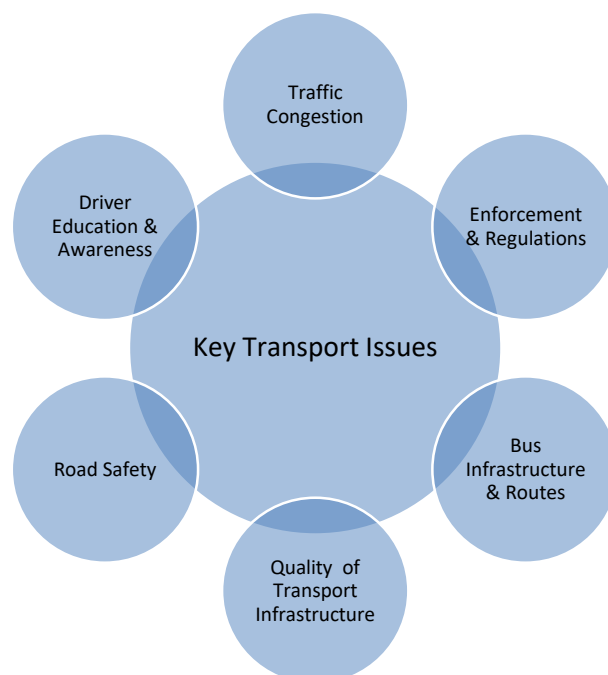 Traffic
Congestion
Enforcement
& Regulations
Bus
Infrastructure
& Routes
Quality of
Transport
Infrastructure
Road Safety
Driver
Education &
Awareness
Key Transport Issues